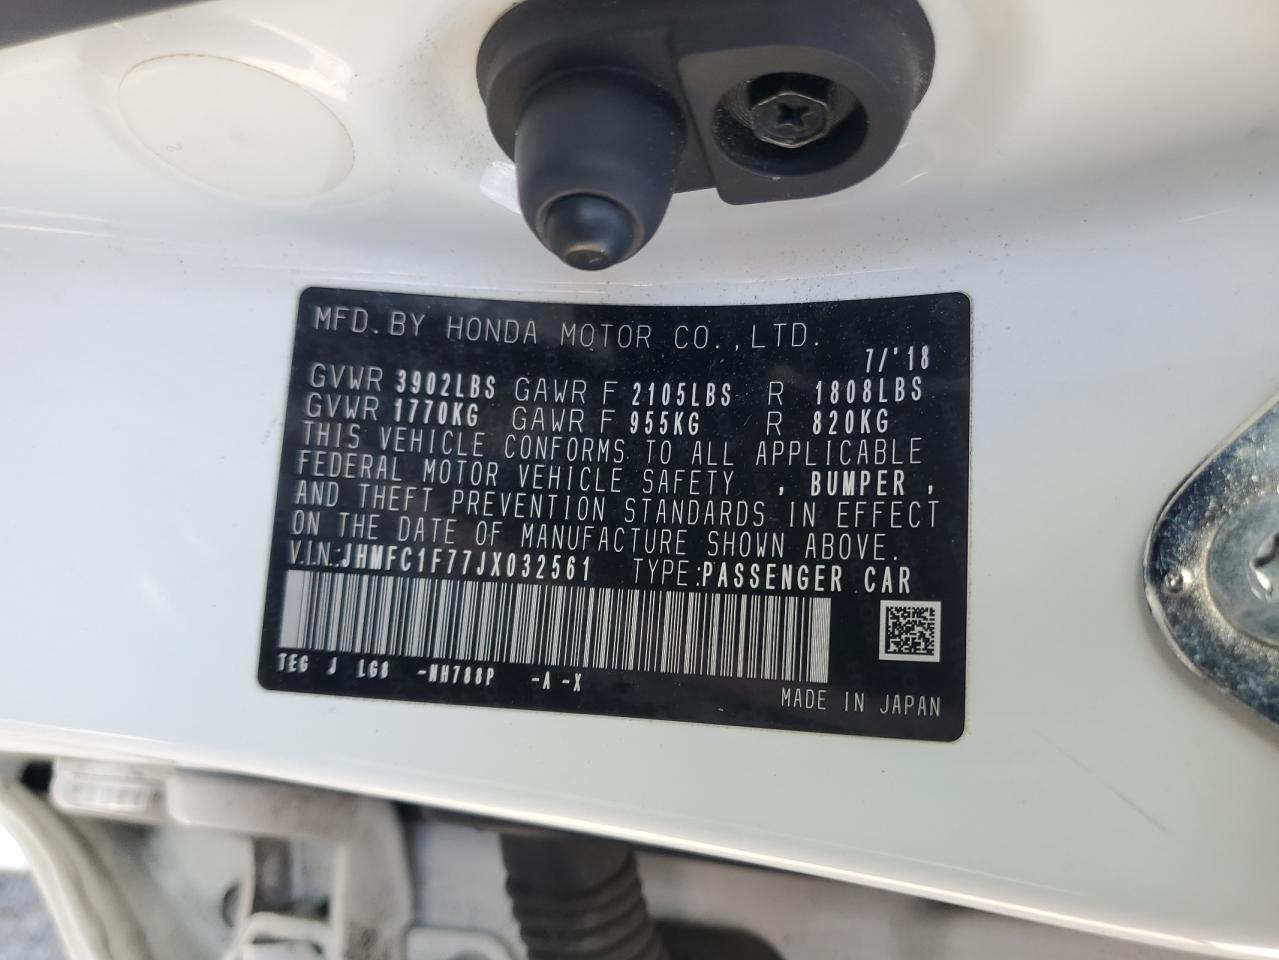 MFD. BY HONDA MOTOR CO., LTD.
7/'18
GVWR 3902LBS GAWR F 2105LBS R 1808LBS
GVWR 1770KG GAWR F 955KG R 820KG
THIS VEHICLE CONFORMS TO ALL APPLICABLE
FEDERAL MOTOR VEHICLE SAFETY , BUMPER ,
AND THEFT PREVENTION STANDARDS IN EFFECT
ON THE DATE OF MANUFACTURE SHOWN ABOVE.
V.I.N.:JHMFC1F77JX032561 TYPE:PASSENGER CAR
TEG J LG8 -NH788P -A -X
MADE IN JAPAN